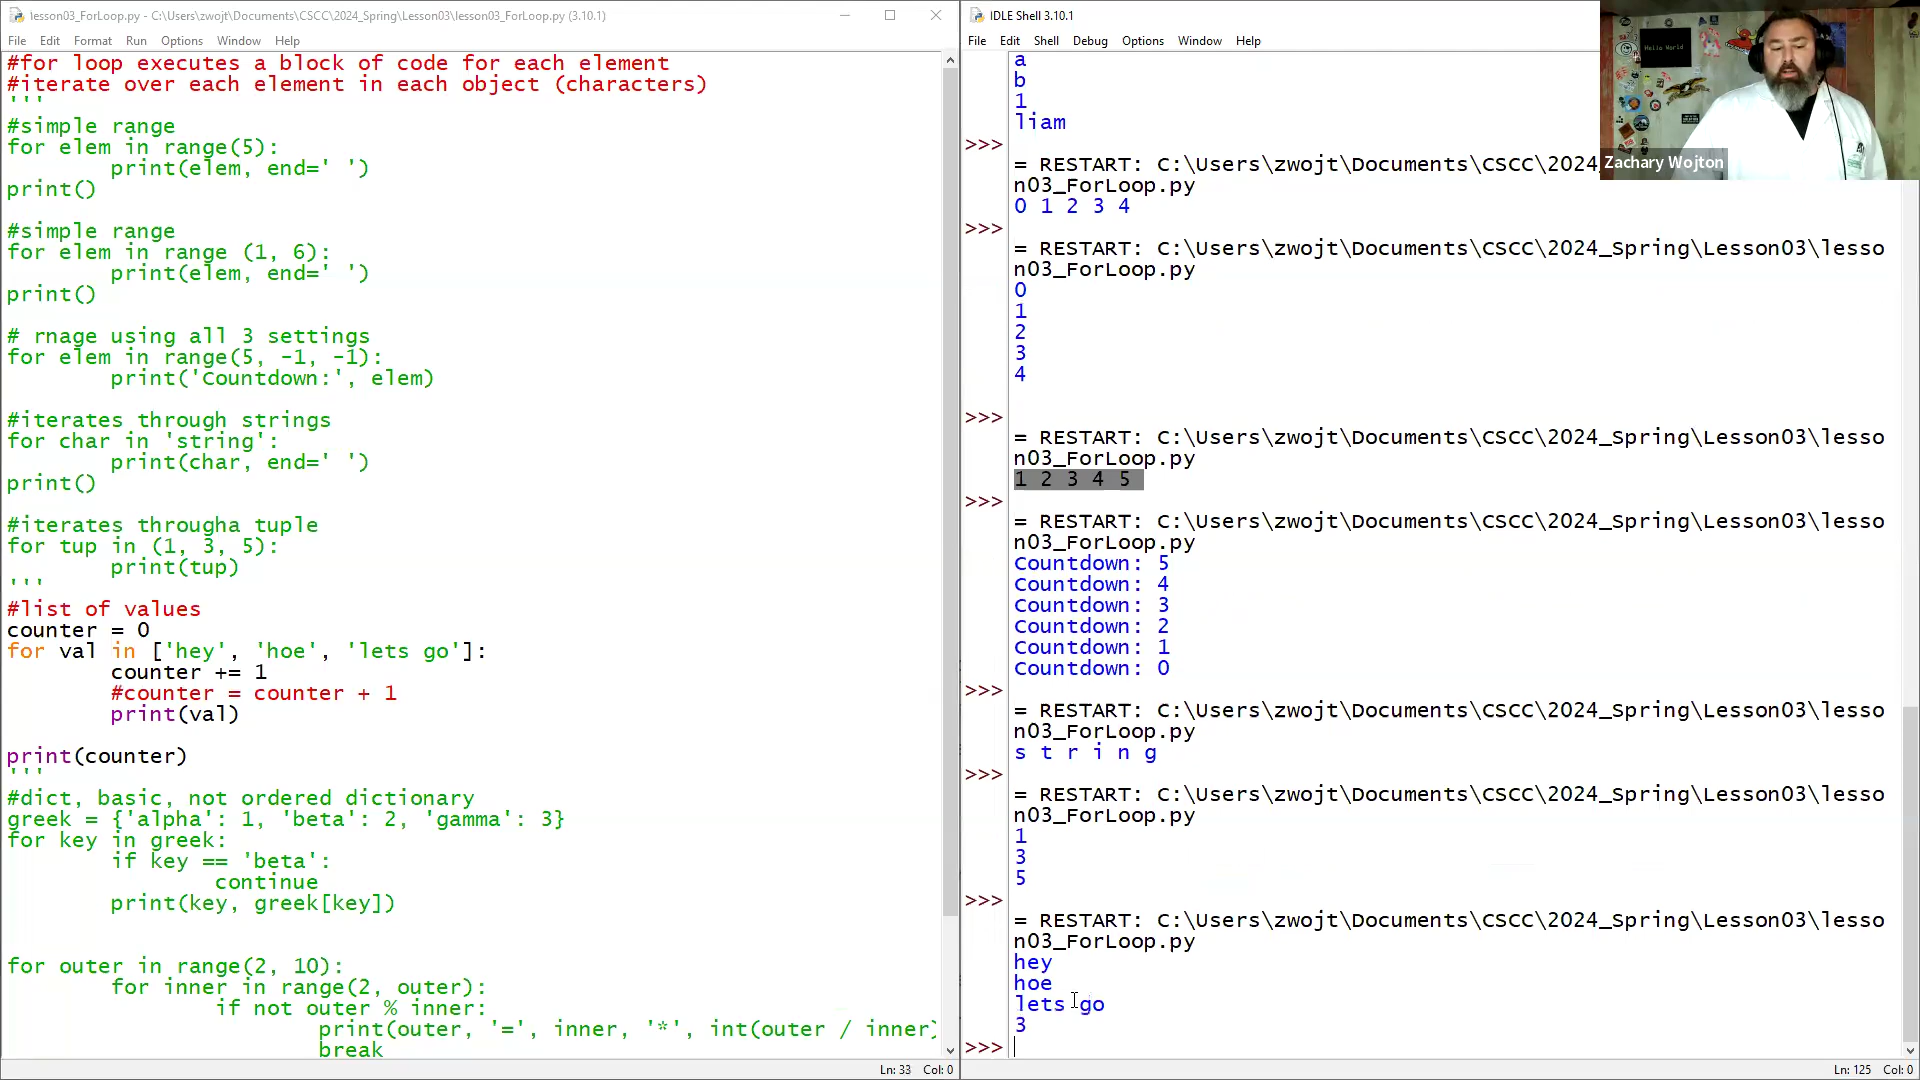 lesson03_ForLoop.py - C:\Users\zwojt\Documents\CSCC\2024_Spring\Lesson03\lesson03_ForLoop.py (3.10.1)
File Edit Format Run Options Window Help
#for loop executes a block of code for each element
#iterate over each element in each object (characters)
'''
#simple range
for elem in range(5):
        print(elem, end=' ')
print()

#simple range
for elem in range (1, 6):
        print(elem, end=' ')
print()

# rnage using all 3 settings
for elem in range(5, -1, -1):
        print('Countdown:', elem)

#iterates through strings
for char in 'string':
        print(char, end=' ')
print()

#iterates througha tuple
for tup in (1, 3, 5):
        print(tup)
'''
#list of values
counter = 0
for val in ['hey', 'hoe', 'lets go']:
        counter += 1
        #counter = counter + 1
        print(val)

print(counter)
'''
#dict, basic, not ordered dictionary
greek = {'alpha': 1, 'beta': 2, 'gamma': 3}
for key in greek:
        if key == 'beta':
                continue
        print(key, greek[key])

for outer in range(2, 10):
        for inner in range(2, outer):
                if not outer % inner:
                        print(outer, '=', inner, '*', int(outer / inner)
                        break
Ln: 33 Col: 0
IDLE Shell 3.10.1
File Edit Shell Debug Options Window Help
a
b
1
liam
>>>
= RESTART: C:\Users\zwojt\Documents\CSCC\2024_
n03_ForLoop.py
0 1 2 3 4
>>>
= RESTART: C:\Users\zwojt\Documents\CSCC\2024_Spring\Lesson03\lesso
n03_ForLoop.py
0
1
2
3
4

>>>
= RESTART: C:\Users\zwojt\Documents\CSCC\2024_Spring\Lesson03\lesso
n03_ForLoop.py
1 2 3 4 5
>>>
= RESTART: C:\Users\zwojt\Documents\CSCC\2024_Spring\Lesson03\lesso
n03_ForLoop.py
Countdown: 5
Countdown: 4
Countdown: 3
Countdown: 2
Countdown: 1
Countdown: 0
>>>
= RESTART: C:\Users\zwojt\Documents\CSCC\2024_Spring\Lesson03\lesso
n03_ForLoop.py
s t r i n g
>>>
= RESTART: C:\Users\zwojt\Documents\CSCC\2024_Spring\Lesson03\lesso
n03_ForLoop.py
1
3
5
>>>
= RESTART: C:\Users\zwojt\Documents\CSCC\2024_Spring\Lesson03\lesso
n03_ForLoop.py
hey
hoe
lets go
3
>>>
Ln: 125 Col: 0
Hello World
Zachary Wojton